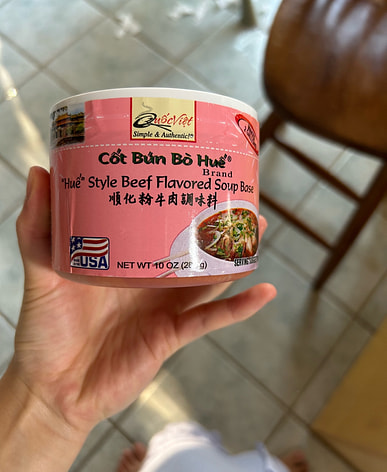 Quốc Việt
Simple & Authentic!
Cốt Bún Bò Huế®
Brand
"Huế" Style Beef Flavored Soup Base
順化粉牛肉調味料
USA
NET WT 10 OZ (28
g)